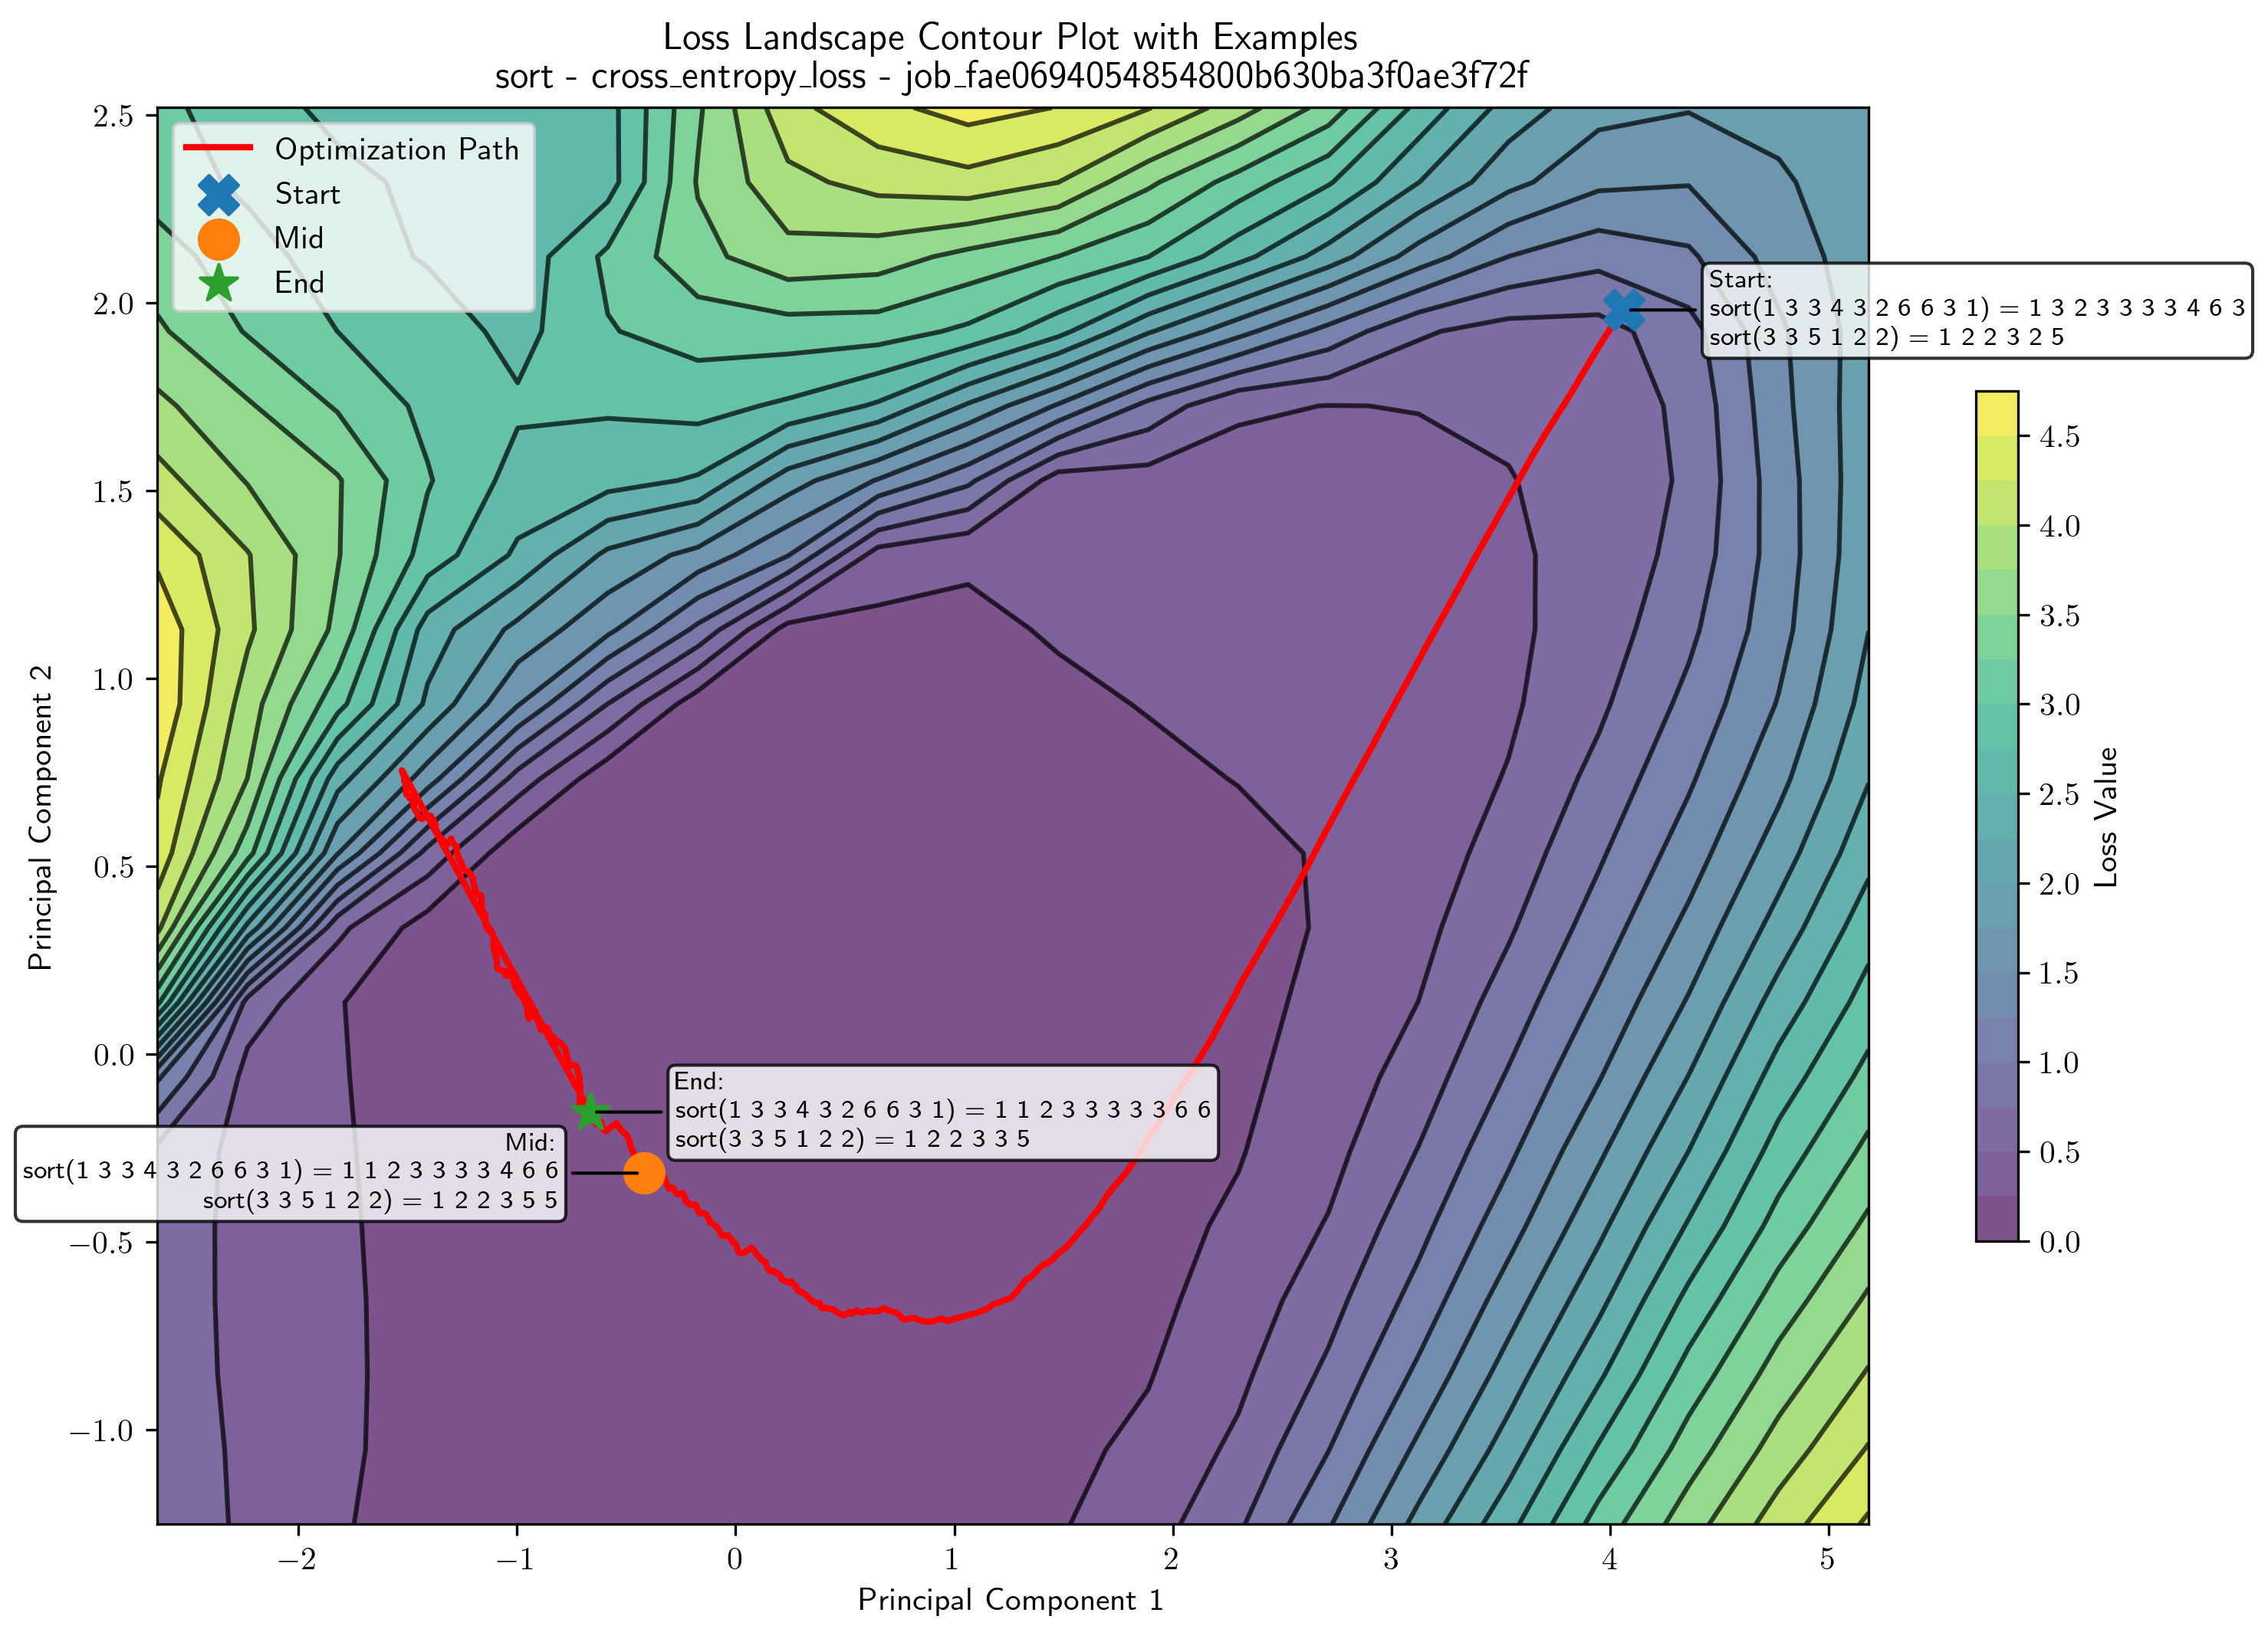 Loss Landscape Contour Plot with Examples
sort - cross_entropy_loss - job_fae0694054854800b630ba3f0ae3f72f
Optimization Path
Start
Mid
End
Start:
sort(1 3 3 4 3 2 6 6 3 1) = 1 3 2 3 3 3 3 4 6 3
sort(3 3 5 1 2 2) = 1 2 2 3 2 5
End:
sort(1 3 3 4 3 2 6 6 3 1) = 1 1 2 3 3 3 3 3 6 6
sort(3 3 5 1 2 2) = 1 2 2 3 3 5
Mid:
sort(1 3 3 4 3 2 6 6 3 1) = 1 1 2 3 3 3 3 4 6 6
sort(3 3 5 1 2 2) = 1 2 2 3 5 5
2.5
2.0
1.5
1.0
0.5
0.0
−0.5
−1.0
Principal Component 2
−2
−1
0
1
2
3
4
5
Principal Component 1
4.5
4.0
3.5
3.0
2.5
2.0
1.5
1.0
0.5
0.0
Loss Value